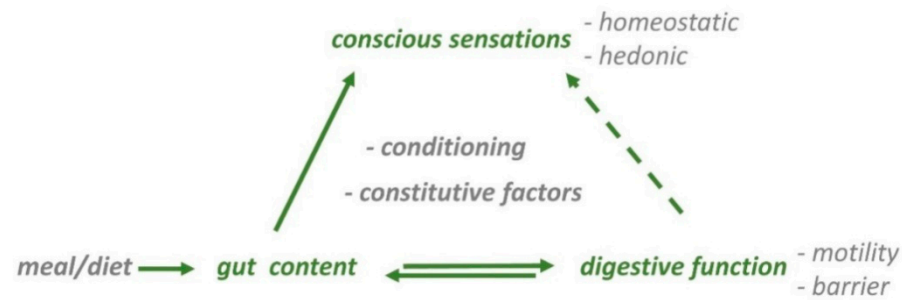 conscious sensations
- homeostatic
- hedonic
- conditioning
- constitutive factors
meal/diet
gut content
digestive function
- motility
- barrier